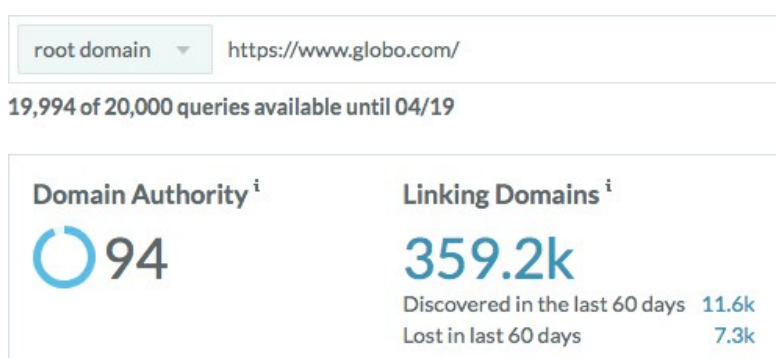 root domain https://www.globo.com/
19,994 of 20,000 queries available until 04/19
Domain Authority i Linking Domains i
94 359.2k
Discovered in the last 60 days 11.6k
Lost in last 60 days 7.3k